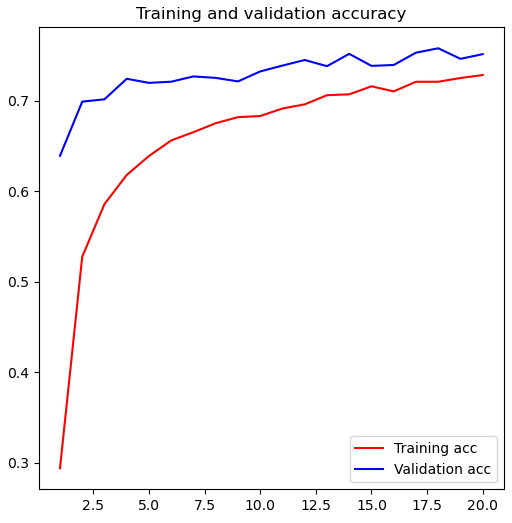 Training and validation accuracy
0.7
0.6
0.5
0.4
0.3
Training acc
Validation acc
2.5 5.0 7.5 10.0 12.5 15.0 17.5 20.0